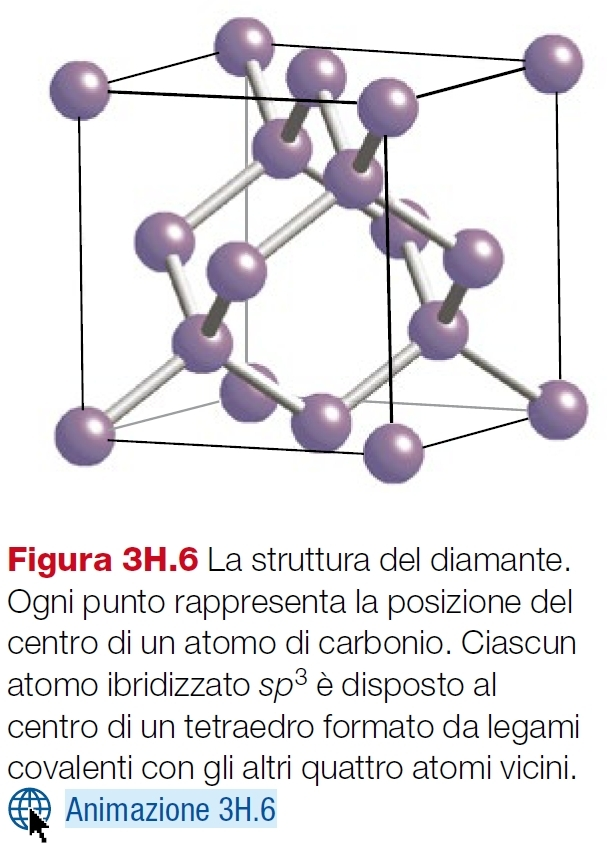 Figura 3H.6 La struttura del diamante.
Ogni punto rappresenta la posizione del
centro di un atomo di carbonio. Ciascun
atomo ibridizzato sp³ è disposto al
centro di un tetraedro formato da legami
covalenti con gli altri quattro atomi vicini.
Animazione 3H.6